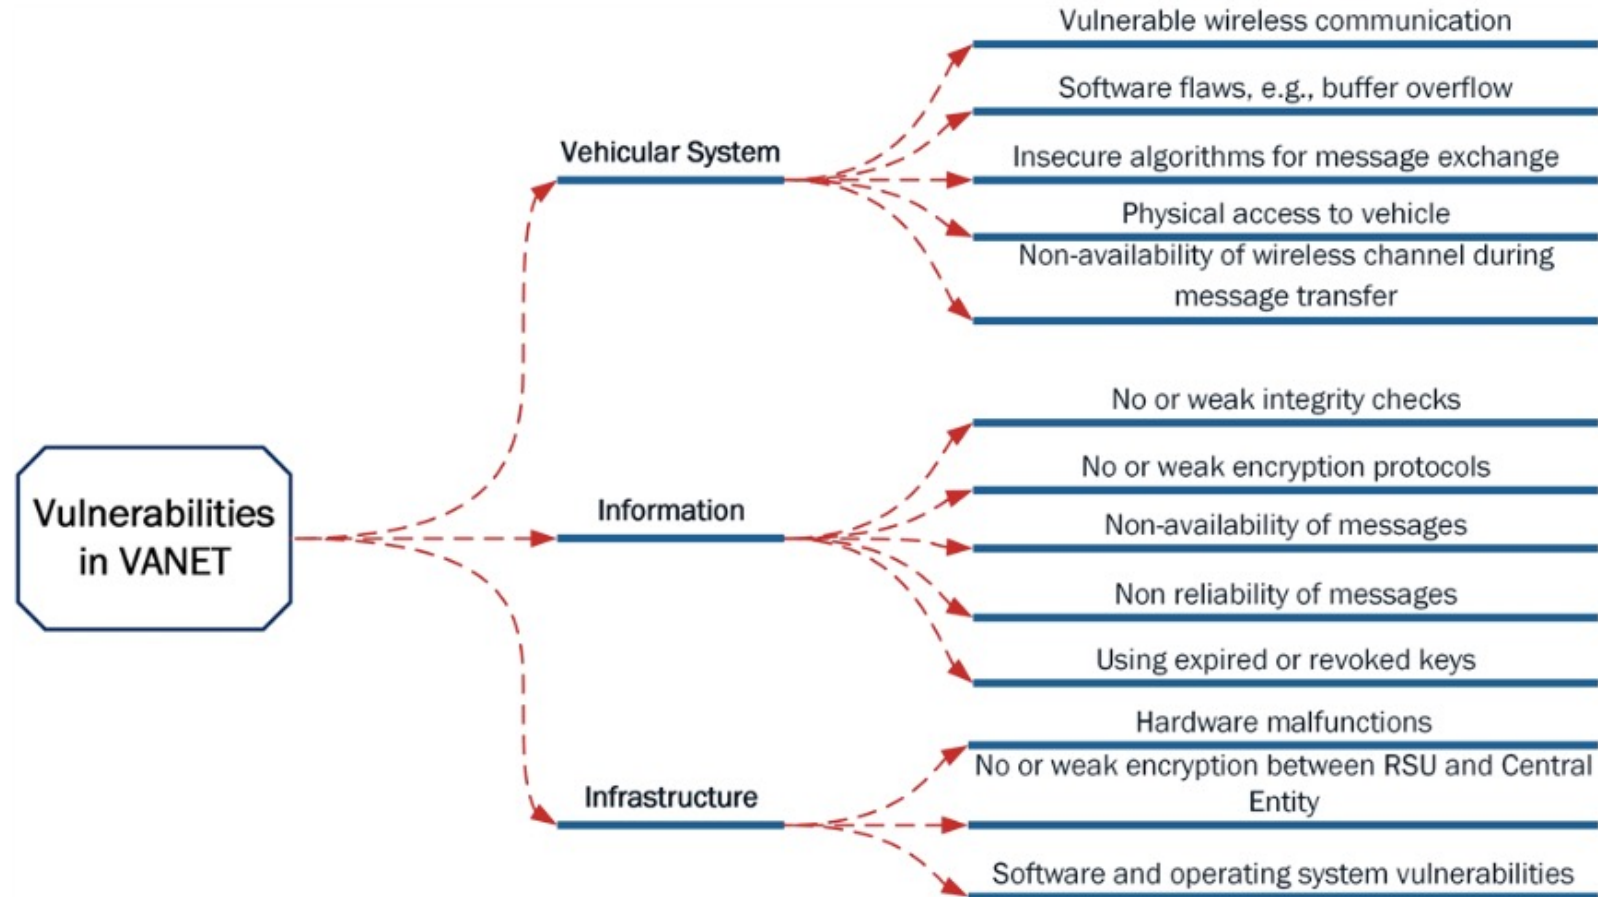 Vulnerabilities
in VANET
Vehicular System
Vulnerable wireless communication
Software flaws, e.g., buffer overflow
Insecure algorithms for message exchange
Physical access to vehicle
Non-availability of wireless channel during
message transfer
Information
No or weak integrity checks
No or weak encryption protocols
Non-availability of messages
Non reliability of messages
Using expired or revoked keys
Infrastructure
Hardware malfunctions
No or weak encryption between RSU and Central
Entity
Software and operating system vulnerabilities